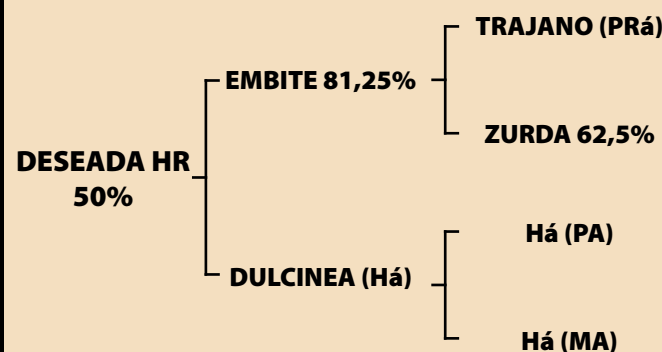 TRAJANO (PRá)
EMBITE 81,25%
ZURDA 62,5%
DESEADA HR
50%
Há (PA)
DULCINEA (Há)
Há (MA)